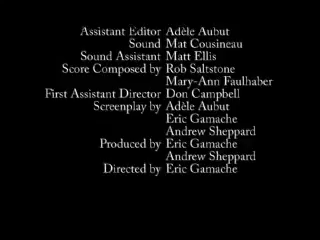 Assistant Editor Adèle Aubut
Sound Mat Cousineau
Sound Assistant Matt Ellis
Score Composed by Rob Saltstone
Mary-Ann Faulhaber
First Assistant Director Don Campbell
Screenplay by Adèle Aubut
Eric Gamache
Andrew Sheppard
Produced by Eric Gamache
Andrew Sheppard
Directed by Eric Gamache